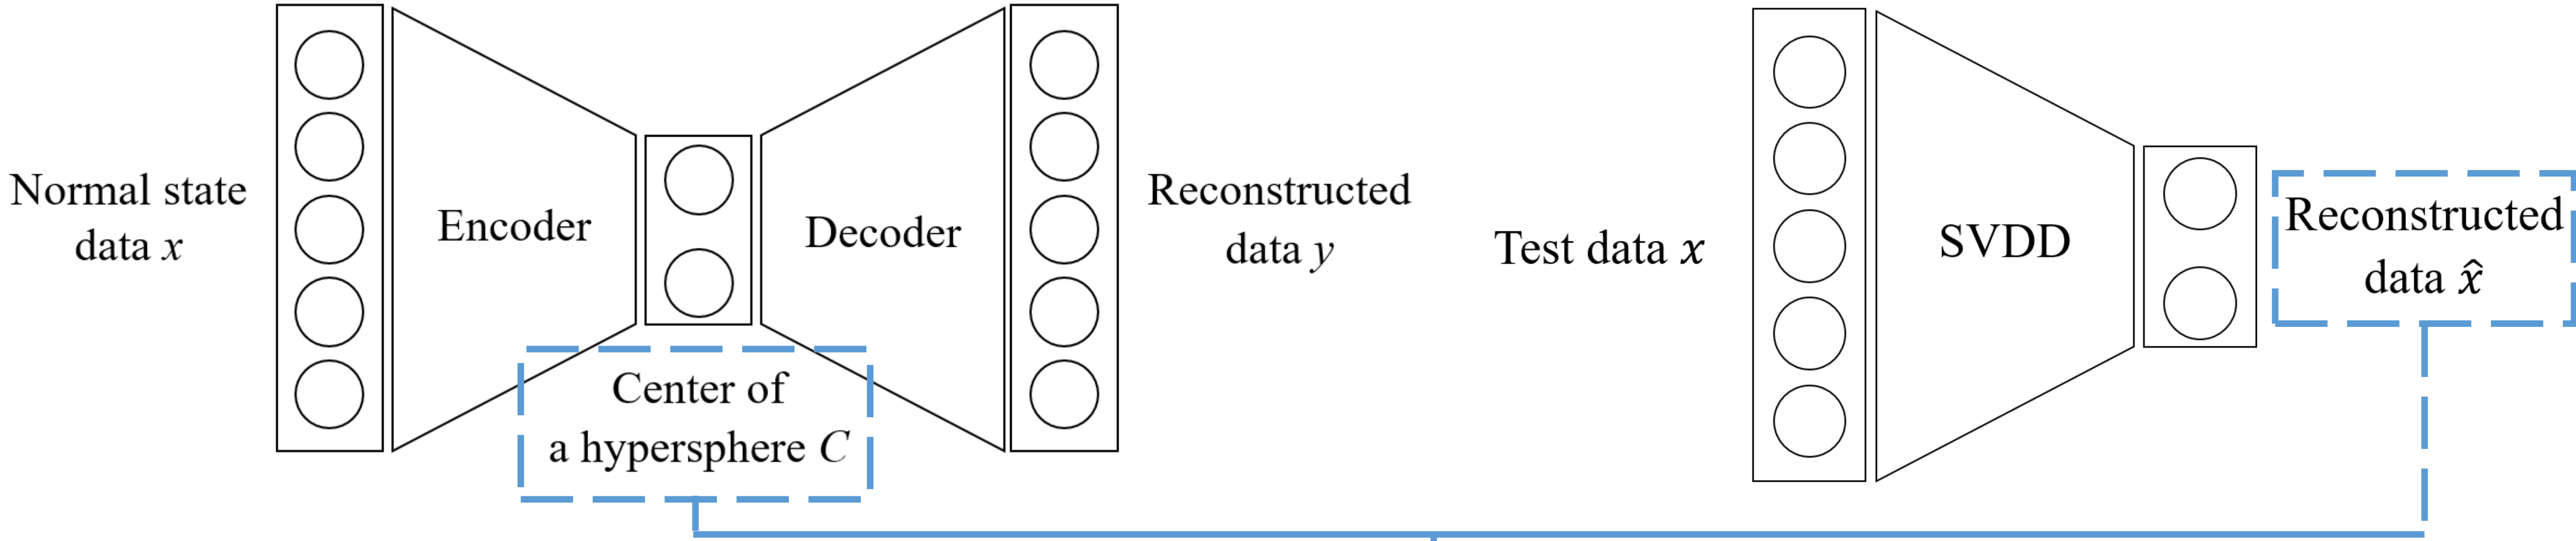 Normal state
data x
Encoder
Center of
a hypersphere C
Decoder
Reconstructed
data y
Test data x
SVDD
Reconstructed
data x̂